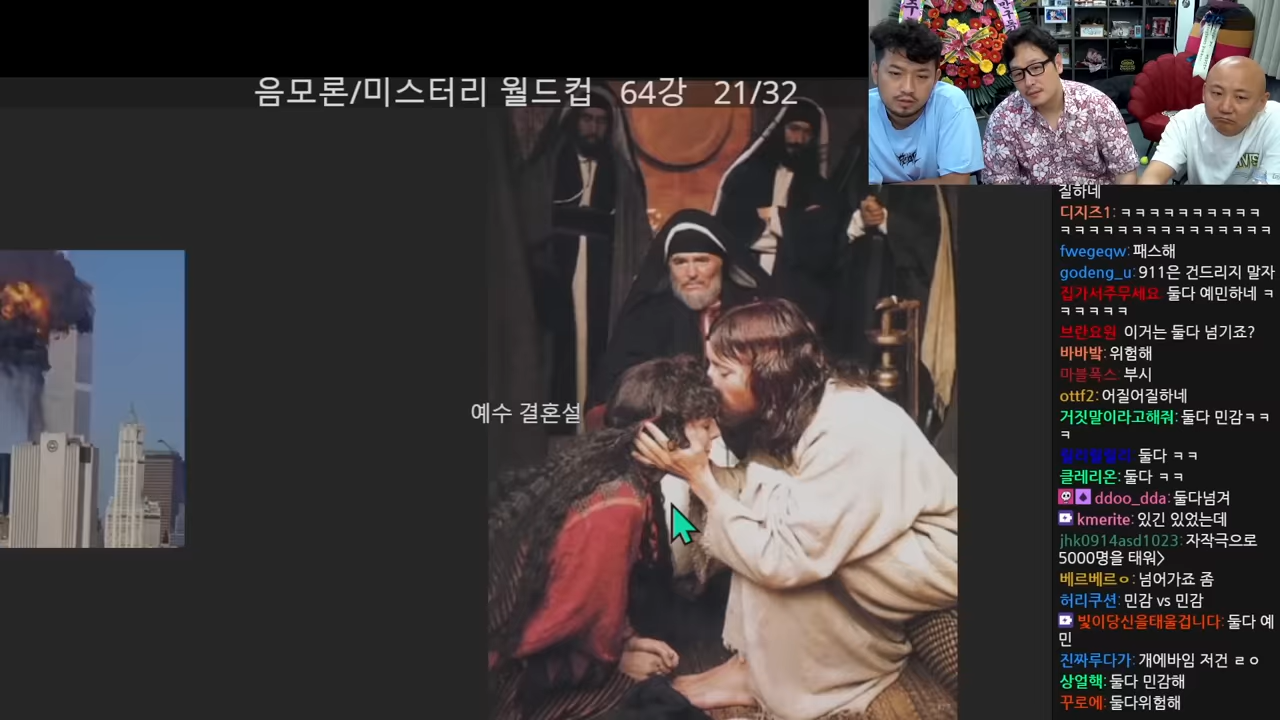 음모론/미스터리 월드컵 64강 21/32
예수 결혼설
질하네
디지즈1: ㅋㅋㅋㅋㅋㅋㅋㅋㅋㅋ
ㅋㅋㅋㅋㅋㅋㅋㅋㅋㅋㅋㅋㅋㅋㅋ
fwegeqw: 패스해
godeng_u: 911은 건드리지 말자
집가서주무세요: 둘다 예민하네 ㅋ
ㅋㅋㅋㅋㅋ
브란요원: 이거는 둘다 넘기죠?
바바밬: 위험해
마블폭스: 부시
ottf2: 어질어질하네
거짓말이라고해줘: 둘다 민감ㅋㅋ
ㅋ
둘다 ㅋㅋ
클레리온: 둘다 ㅋㅋ
ddoo_dda: 둘다넘겨
kmerite: 있긴 있었는데
jhk0914asd1023: 자작극으로
5000명을 태워>
베르베르ㅇ: 넘어가죠 좀
허리쿠션: 민감 vs 민감
빛이당신을태울겁니다: 둘다 예
민
진짜루다가: 개에바임 저건 ㄹㅇ
상얼핵: 둘다 민감해
꾸로에: 둘다위험해